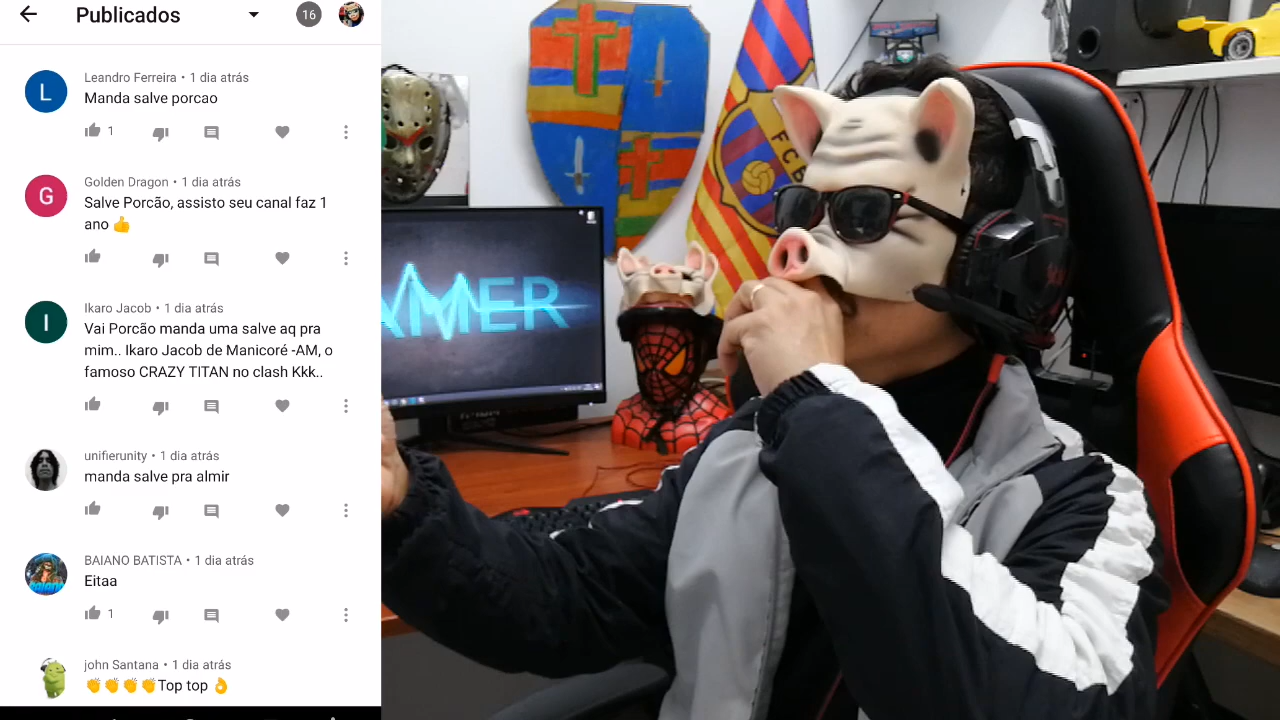 Publicados
16
L
Leandro Ferreira • 1 dia atrás
Manda salve porcao
1
G
Golden Dragon • 1 dia atrás
Salve Porcão, assisto seu canal faz 1
ano 👍
I
Ikaro Jacob • 1 dia atrás
Vai Porcão manda uma salve aq pra
mim.. Ikaro Jacob de Manicoré -AM, o
famoso CRAZY TITAN no clash Kkk..
unifierunity • 1 dia atrás
manda salve pra almir
BAIANO BATISTA • 1 dia atrás
Eitaa
1
john Santana • 1 dia atrás
👏👏👏👏Top top 👌
AMER
FCB